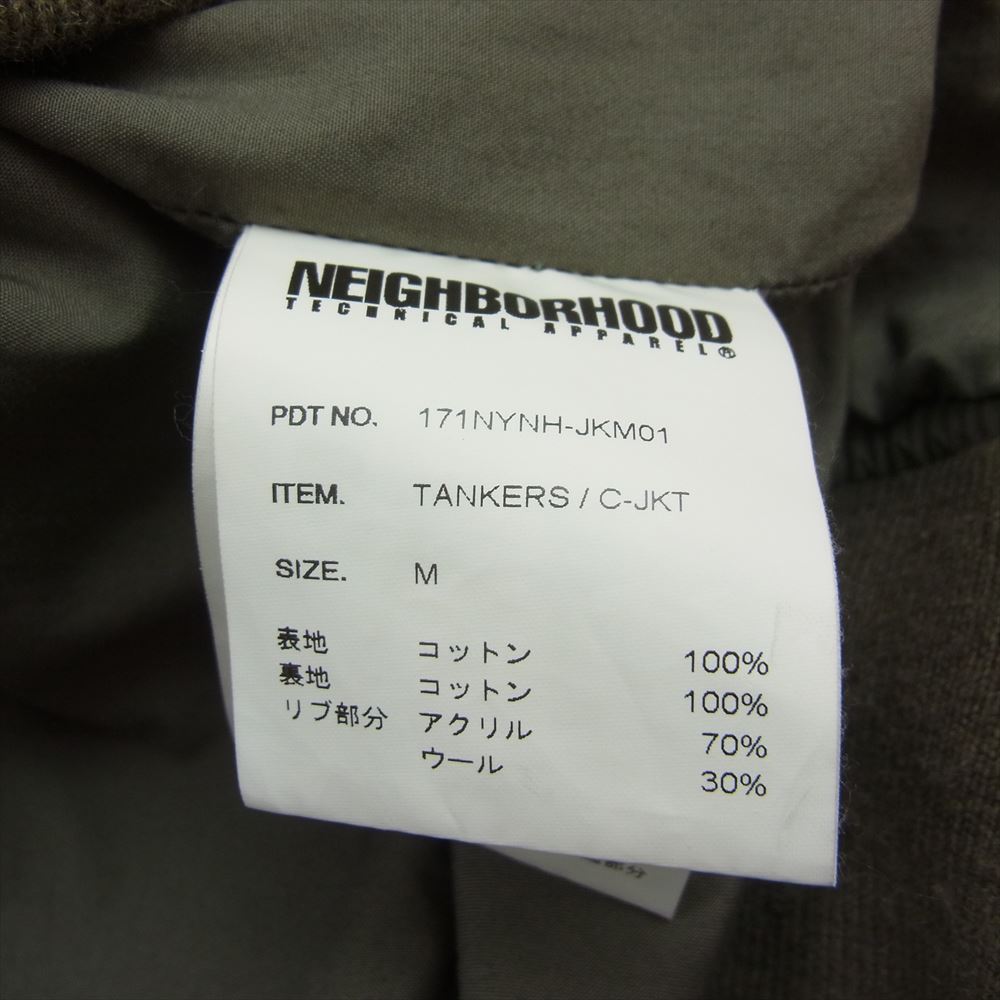 NEIGHBORHOOD
TECHNICAL APPAREL®
PDT NO. 171NYNH-JKM01
ITEM. TANKERS / C-JKT
SIZE. M
表地 コットン 100%
裏地 コットン 100%
リブ部分 アクリル 70%
ウール 30%
部分